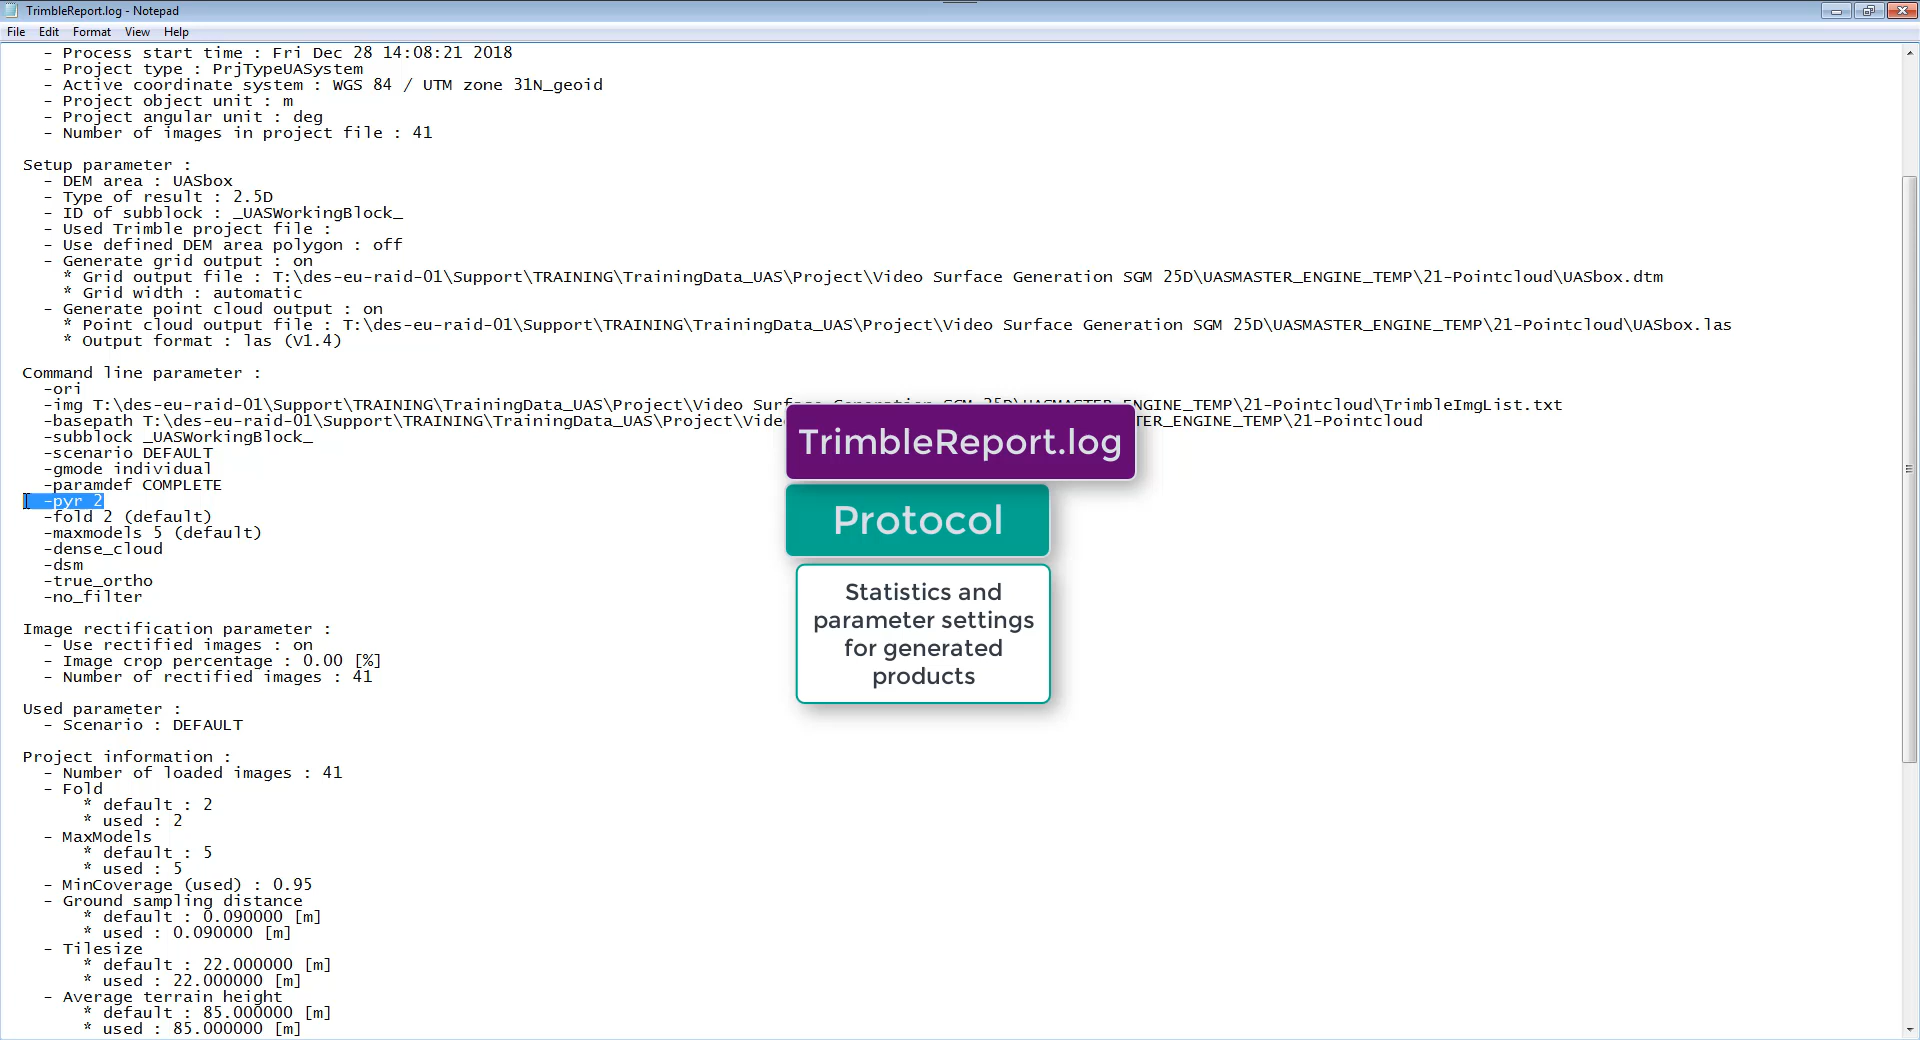 TrimbleReport.log - Notepad
File Edit Format View Help
- Process start time : Fri Dec 28 14:08:21 2018
- Project type : PrjTypeUASystem
- Active coordinate system : WGS 84 / UTM zone 31N_geoid
- Project object unit : m
- Project angular unit : deg
- Number of images in project file : 41
Setup parameter :
- DEM area : UASbox
- Type of result : 2.5D
- ID of subblock : _UASWorkingBlock_
- Used Trimble project file :
- Use defined DEM area polygon : off
- Generate grid output : on
* Grid output file : T:\des-eu-raid-01\Support\TRAINING\TrainingData_UAS\Project\Video Surface Generation SGM 25D\UASMASTER_ENGINE_TEMP\21-Pointcloud\UASbox.dtm
* Grid width : automatic
- Generate point cloud output : on
* Point cloud output file : T:\des-eu-raid-01\Support\TRAINING\TrainingData_UAS\Project\Video Surface Generation SGM 25D\UASMASTER_ENGINE_TEMP\21-Pointcloud\UASbox.las
* Output format : las (V1.4)
Command line parameter :
-ori
-img T:\des-eu-raid-01\Support\TRAINING\TrainingData_UAS\Project\Video Surface Generation SGM 25D\UASMASTER_ENGINE_TEMP\21-Pointcloud\TrimbleImgList.txt
-basepath T:\des-eu-raid-01\Support\TRAINING\TrainingData_UAS\Project\Vide TER_ENGINE_TEMP\21-Pointcloud
-subblock _UASWorkingBlock_
-scenario DEFAULT
-gmode individual
-paramdef COMPLETE
-pyr 2
-fold 2 (default)
-maxmodels 5 (default)
-dense_cloud
-dsm
-true_ortho
-no_filter
Image rectification parameter :
- Use rectified images : on
- Image crop percentage : 0.00 [%]
- Number of rectified images : 41
Used parameter :
- Scenario : DEFAULT
Project information :
- Number of loaded images : 41
- Fold
* default : 2
* used : 2
- MaxModels
* default : 5
* used : 5
- MinCoverage (used) : 0.95
- Ground sampling distance
* default : 0.090000 [m]
* used : 0.090000 [m]
- Tilesize
* default : 22.000000 [m]
* used : 22.000000 [m]
- Average terrain height
* default : 85.000000 [m]
* used : 85.000000 [m]
TrimbleReport.log
Protocol
Statistics and
parameter settings
for generated
products